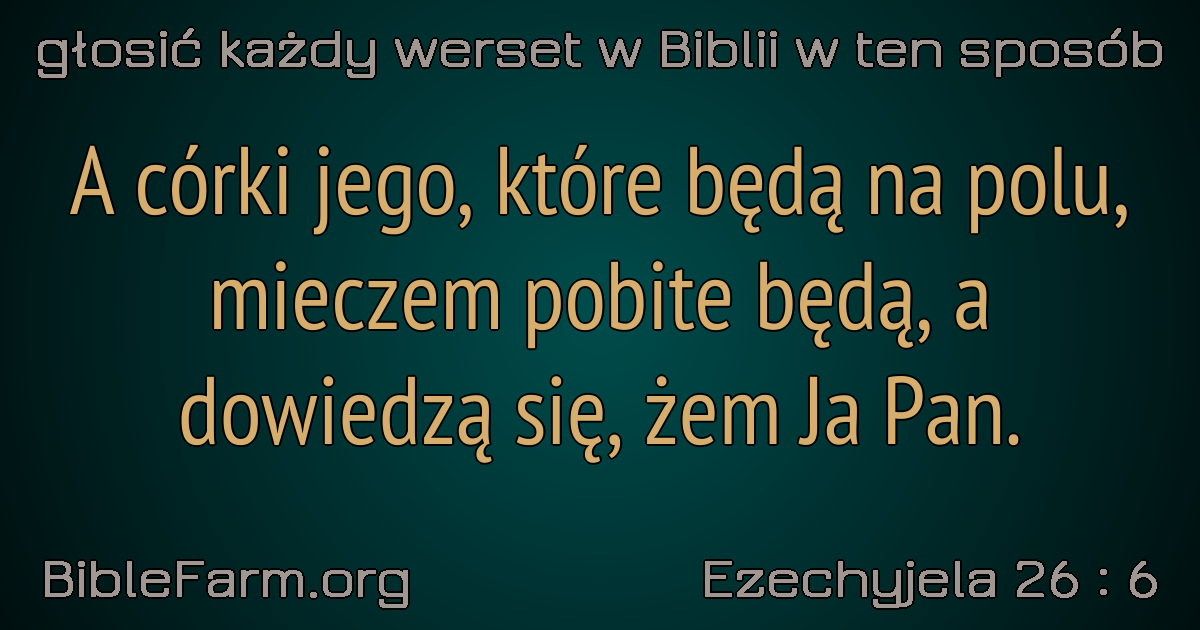 głosić każdy werset w Biblii w ten sposób
A córki jego, które będą na polu,
mieczem pobite będą, a
dowiedzą się, żem Ja Pan.
BibleFarm.org
Ezechyjela 26 : 6